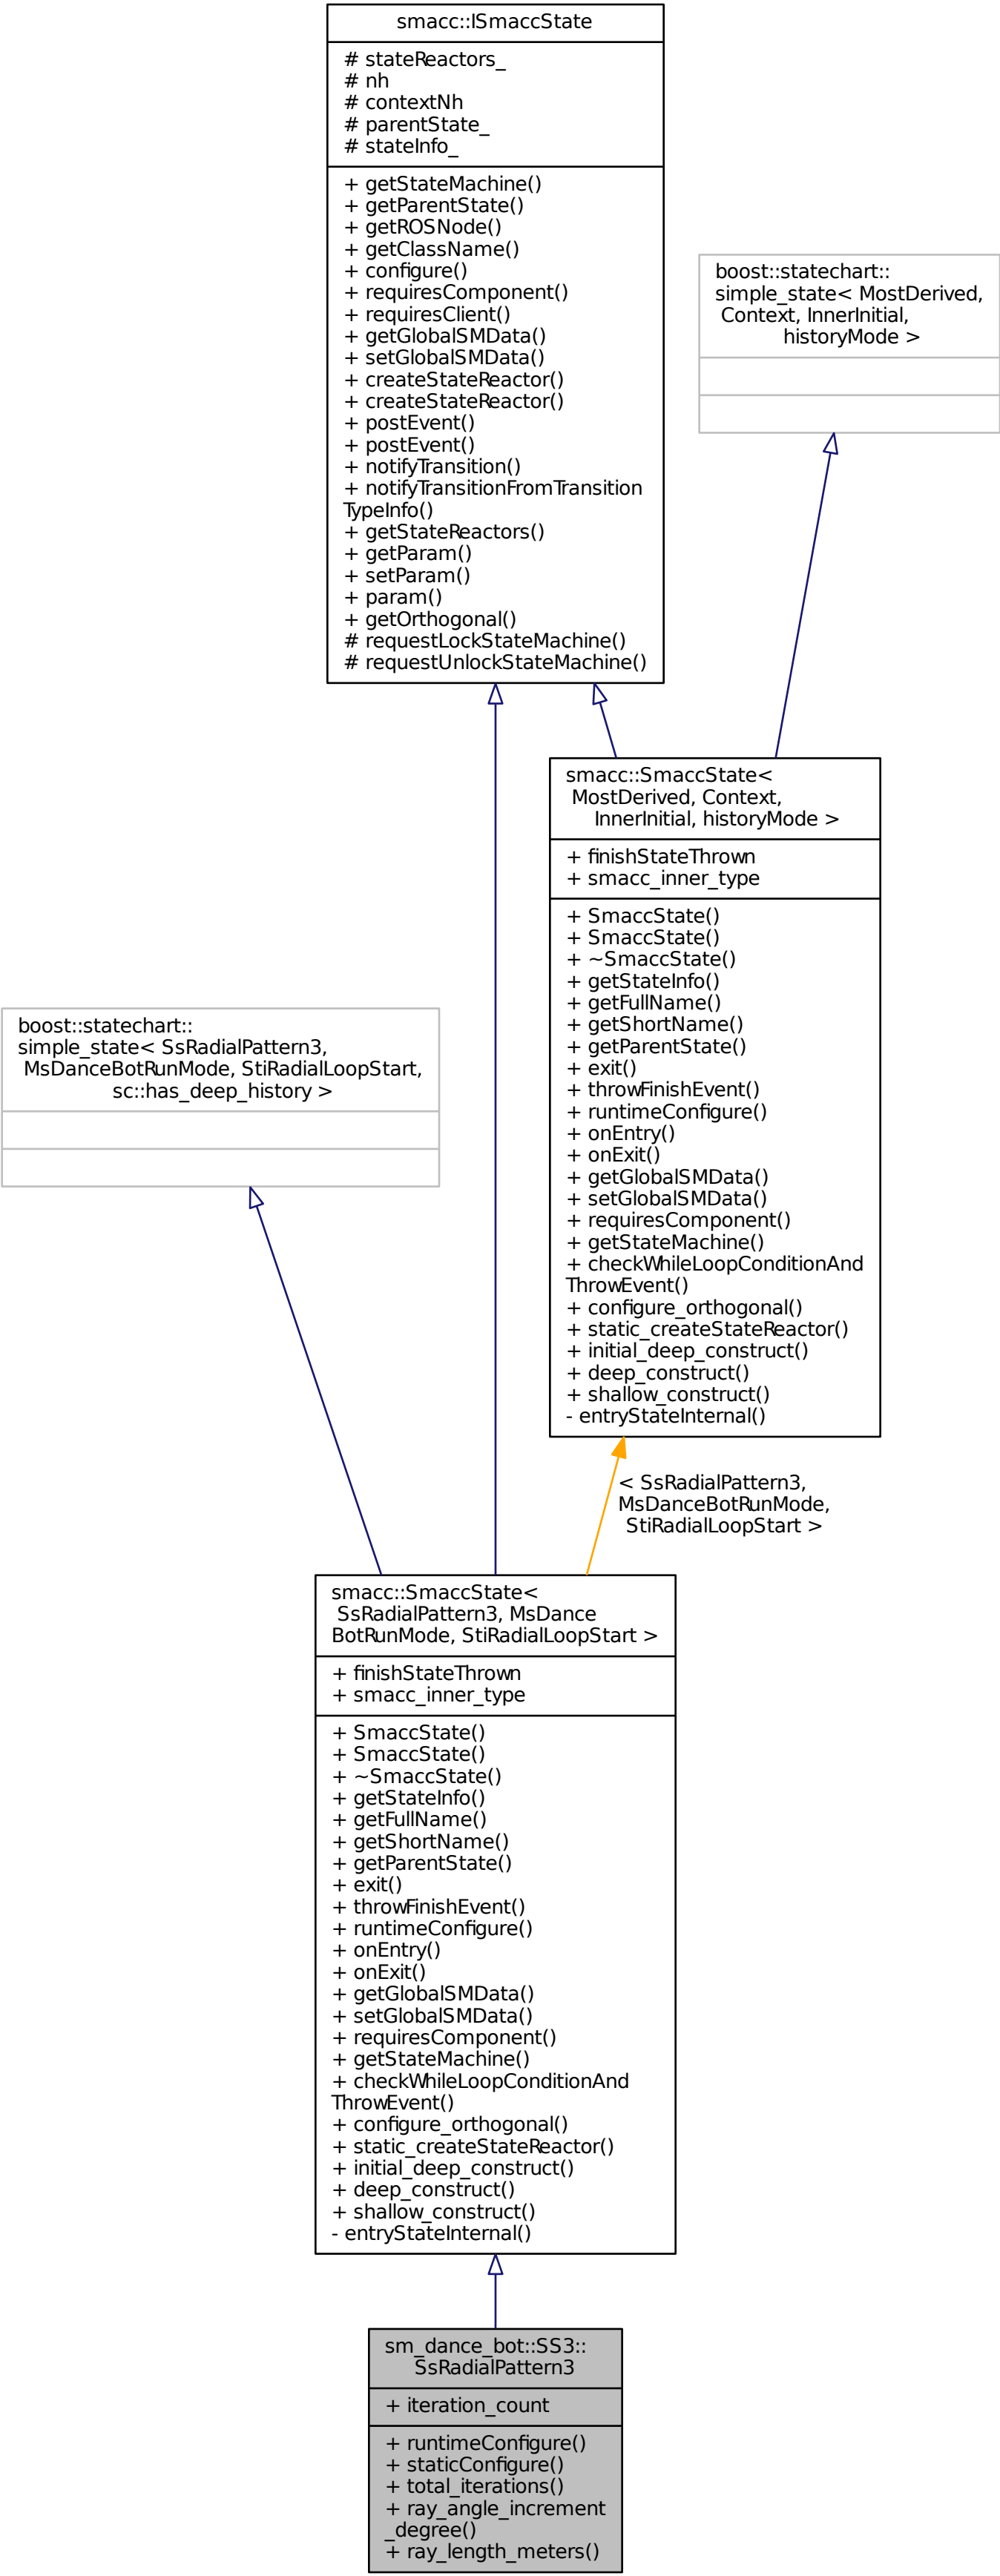 smacc::ISmaccState
# stateReactors_
# nh
# contextNh
# parentState_
# stateInfo_
+ getStateMachine()
+ getParentState()
+ getROSNode()
+ getClassName()
+ configure()
+ requiresComponent()
+ requiresClient()
+ getGlobalSMData()
+ setGlobalSMData()
+ createStateReactor()
+ createStateReactor()
+ postEvent()
+ postEvent()
+ notifyTransition()
+ notifyTransitionFromTransition
TypeInfo()
+ getStateReactors()
+ getParam()
+ setParam()
+ param()
+ getOrthogonal()
# requestLockStateMachine()
# requestUnlockStateMachine()
boost::statechart::
simple_state< MostDerived,
Context, InnerInitial,
historyMode >
smacc::SmaccState<
MostDerived, Context,
InnerInitial, historyMode >
+ finishStateThrown
+ smacc_inner_type
+ SmaccState()
+ SmaccState()
+ ~SmaccState()
+ getStateInfo()
+ getFullName()
+ getShortName()
+ getParentState()
+ exit()
+ throwFinishEvent()
+ runtimeConfigure()
+ onEntry()
+ onExit()
+ getGlobalSMData()
+ setGlobalSMData()
+ requiresComponent()
+ getStateMachine()
+ checkWhileLoopConditionAnd
ThrowEvent()
+ configure_orthogonal()
+ static_createStateReactor()
+ initial_deep_construct()
+ deep_construct()
+ shallow_construct()
- entryStateInternal()
boost::statechart::
simple_state< SsRadialPattern3,
MsDanceBotRunMode, StiRadialLoopStart,
sc::has_deep_history >
< SsRadialPattern3,
MsDanceBotRunMode,
StiRadialLoopStart >
smacc::SmaccState<
SsRadialPattern3, MsDance
BotRunMode, StiRadialLoopStart >
+ finishStateThrown
+ smacc_inner_type
+ SmaccState()
+ SmaccState()
+ ~SmaccState()
+ getStateInfo()
+ getFullName()
+ getShortName()
+ getParentState()
+ exit()
+ throwFinishEvent()
+ runtimeConfigure()
+ onEntry()
+ onExit()
+ getGlobalSMData()
+ setGlobalSMData()
+ requiresComponent()
+ getStateMachine()
+ checkWhileLoopConditionAnd
ThrowEvent()
+ configure_orthogonal()
+ static_createStateReactor()
+ initial_deep_construct()
+ deep_construct()
+ shallow_construct()
- entryStateInternal()
sm_dance_bot::SS3::
SsRadialPattern3
+ iteration_count
+ runtimeConfigure()
+ staticConfigure()
+ total_iterations()
+ ray_angle_increment
_degree()
+ ray_length_meters()